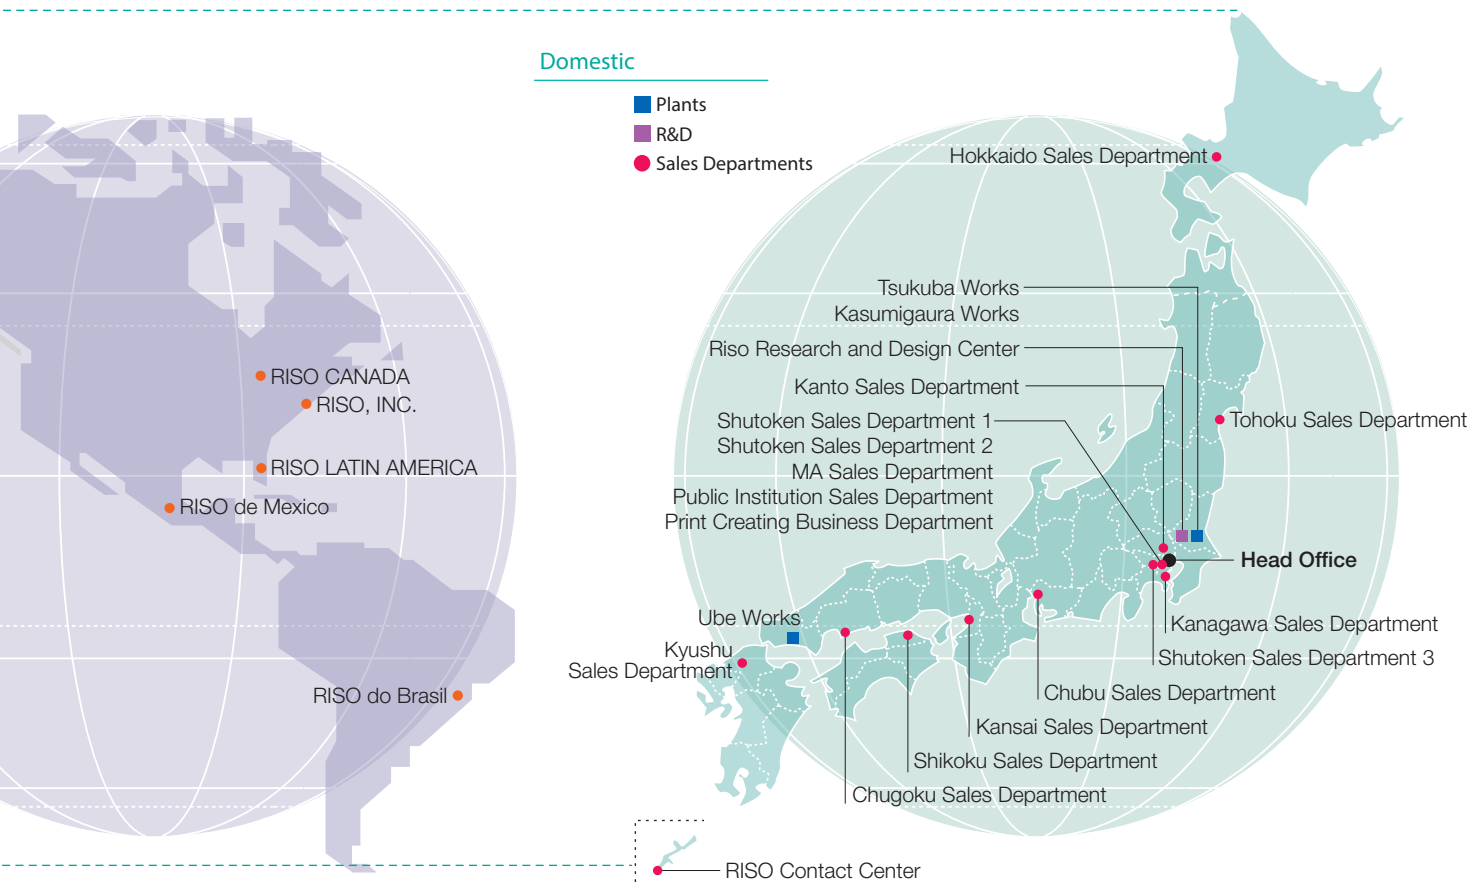 Domestic
Plants
R&D
Sales Departments
Hokkaido Sales Department
Tsukuba Works
Kasumigaura Works
Riso Research and Design Center
Kanto Sales Department
Shutoken Sales Department 1
Shutoken Sales Department 2
MA Sales Department
Public Institution Sales Department
Print Creating Business Department
Tohoku Sales Department
Head Office
Kanagawa Sales Department
Shutoken Sales Department 3
Chubu Sales Department
Kansai Sales Department
Shikoku Sales Department
Chugoku Sales Department
Ube Works
Kyushu
Sales Department
RISO Contact Center
RISO CANADA
RISO, INC.
RISO LATIN AMERICA
RISO de Mexico
RISO do Brasil